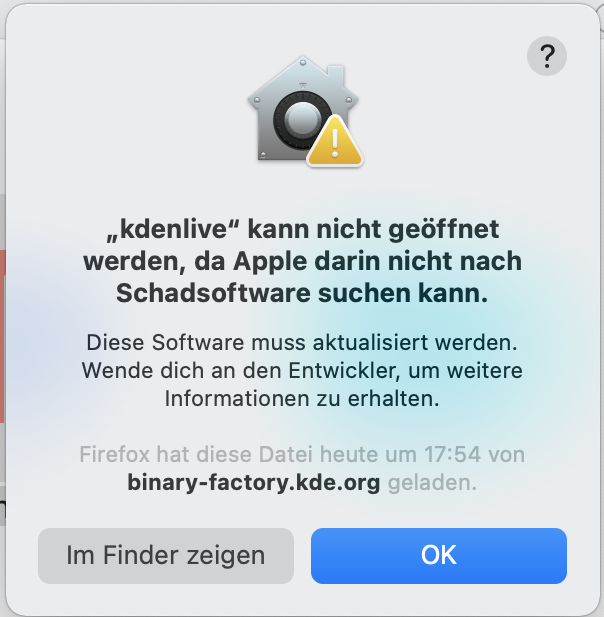 ?
„kdenlive“ kann nicht geöffnet
werden, da Apple darin nicht nach
Schadsoftware suchen kann.
Diese Software muss aktualisiert werden.
Wende dich an den Entwickler, um weitere
Informationen zu erhalten.
Firefox hat diese Datei heute um 17:54 von
binary-factory.kde.org geladen.
Im Finder zeigen
OK